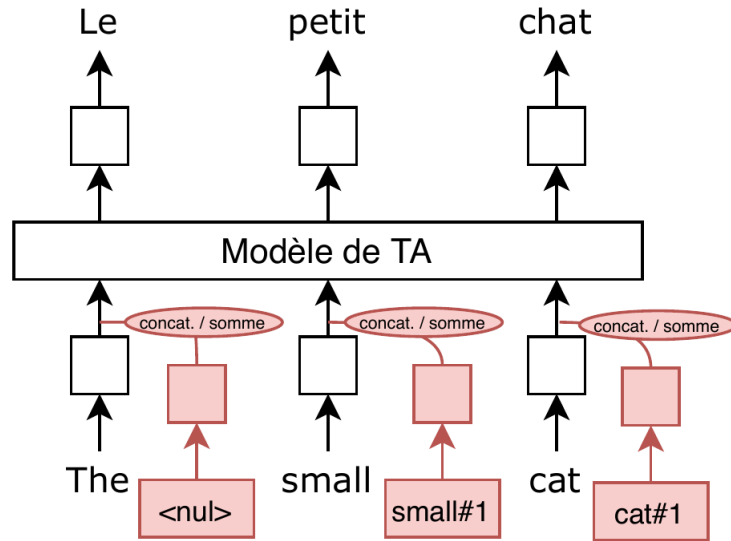 Le petit chat
Modèle de TA
concat. / somme concat. / somme concat. / somme
The small cat
<nul> small#1 cat#1